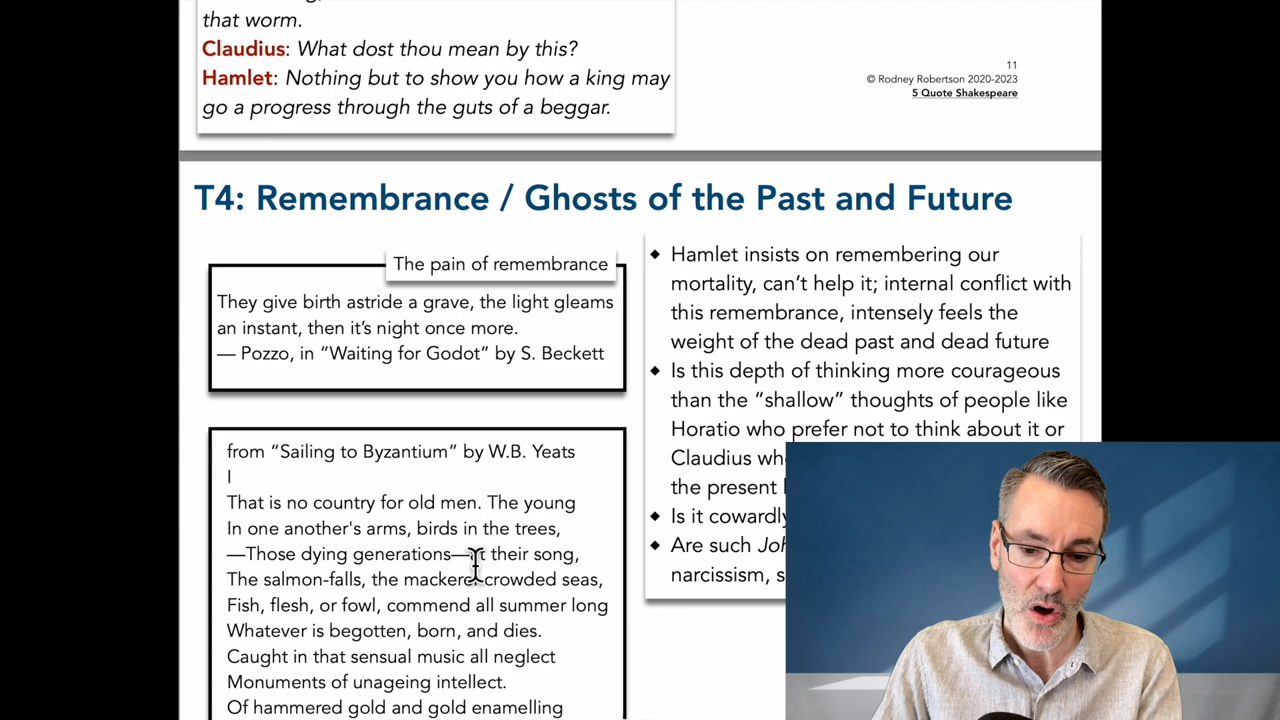 that worm.
Claudius: What dost thou mean by this?
Hamlet: Nothing but to show you how a king may
go a progress through the guts of a beggar.
11
© Rodney Robertson 2020-2023
5 Quote Shakespeare
T4: Remembrance / Ghosts of the Past and Future
The pain of remembrance
They give birth astride a grave, the light gleams
an instant, then it’s night once more.
— Pozzo, in “Waiting for Godot” by S. Beckett
from “Sailing to Byzantium” by W.B. Yeats
I
That is no country for old men. The young
In one another's arms, birds in the trees,
—Those dying generations—at their song,
The salmon-falls, the mackerel-crowded seas,
Fish, flesh, or fowl, commend all summer long
Whatever is begotten, born, and dies.
Caught in that sensual music all neglect
Monuments of unageing intellect.
Of hammered gold and gold enamelling
◆ Hamlet insists on remembering our
mortality, can’t help it; internal conflict with
this remembrance, intensely feels the
weight of the dead past and dead future
◆ Is this depth of thinking more courageous
than the “shallow” thoughts of people like
Horatio who prefer not to think about it or
Claudius
the present
◆ Is it cowardly
◆ Are such
narcissism,